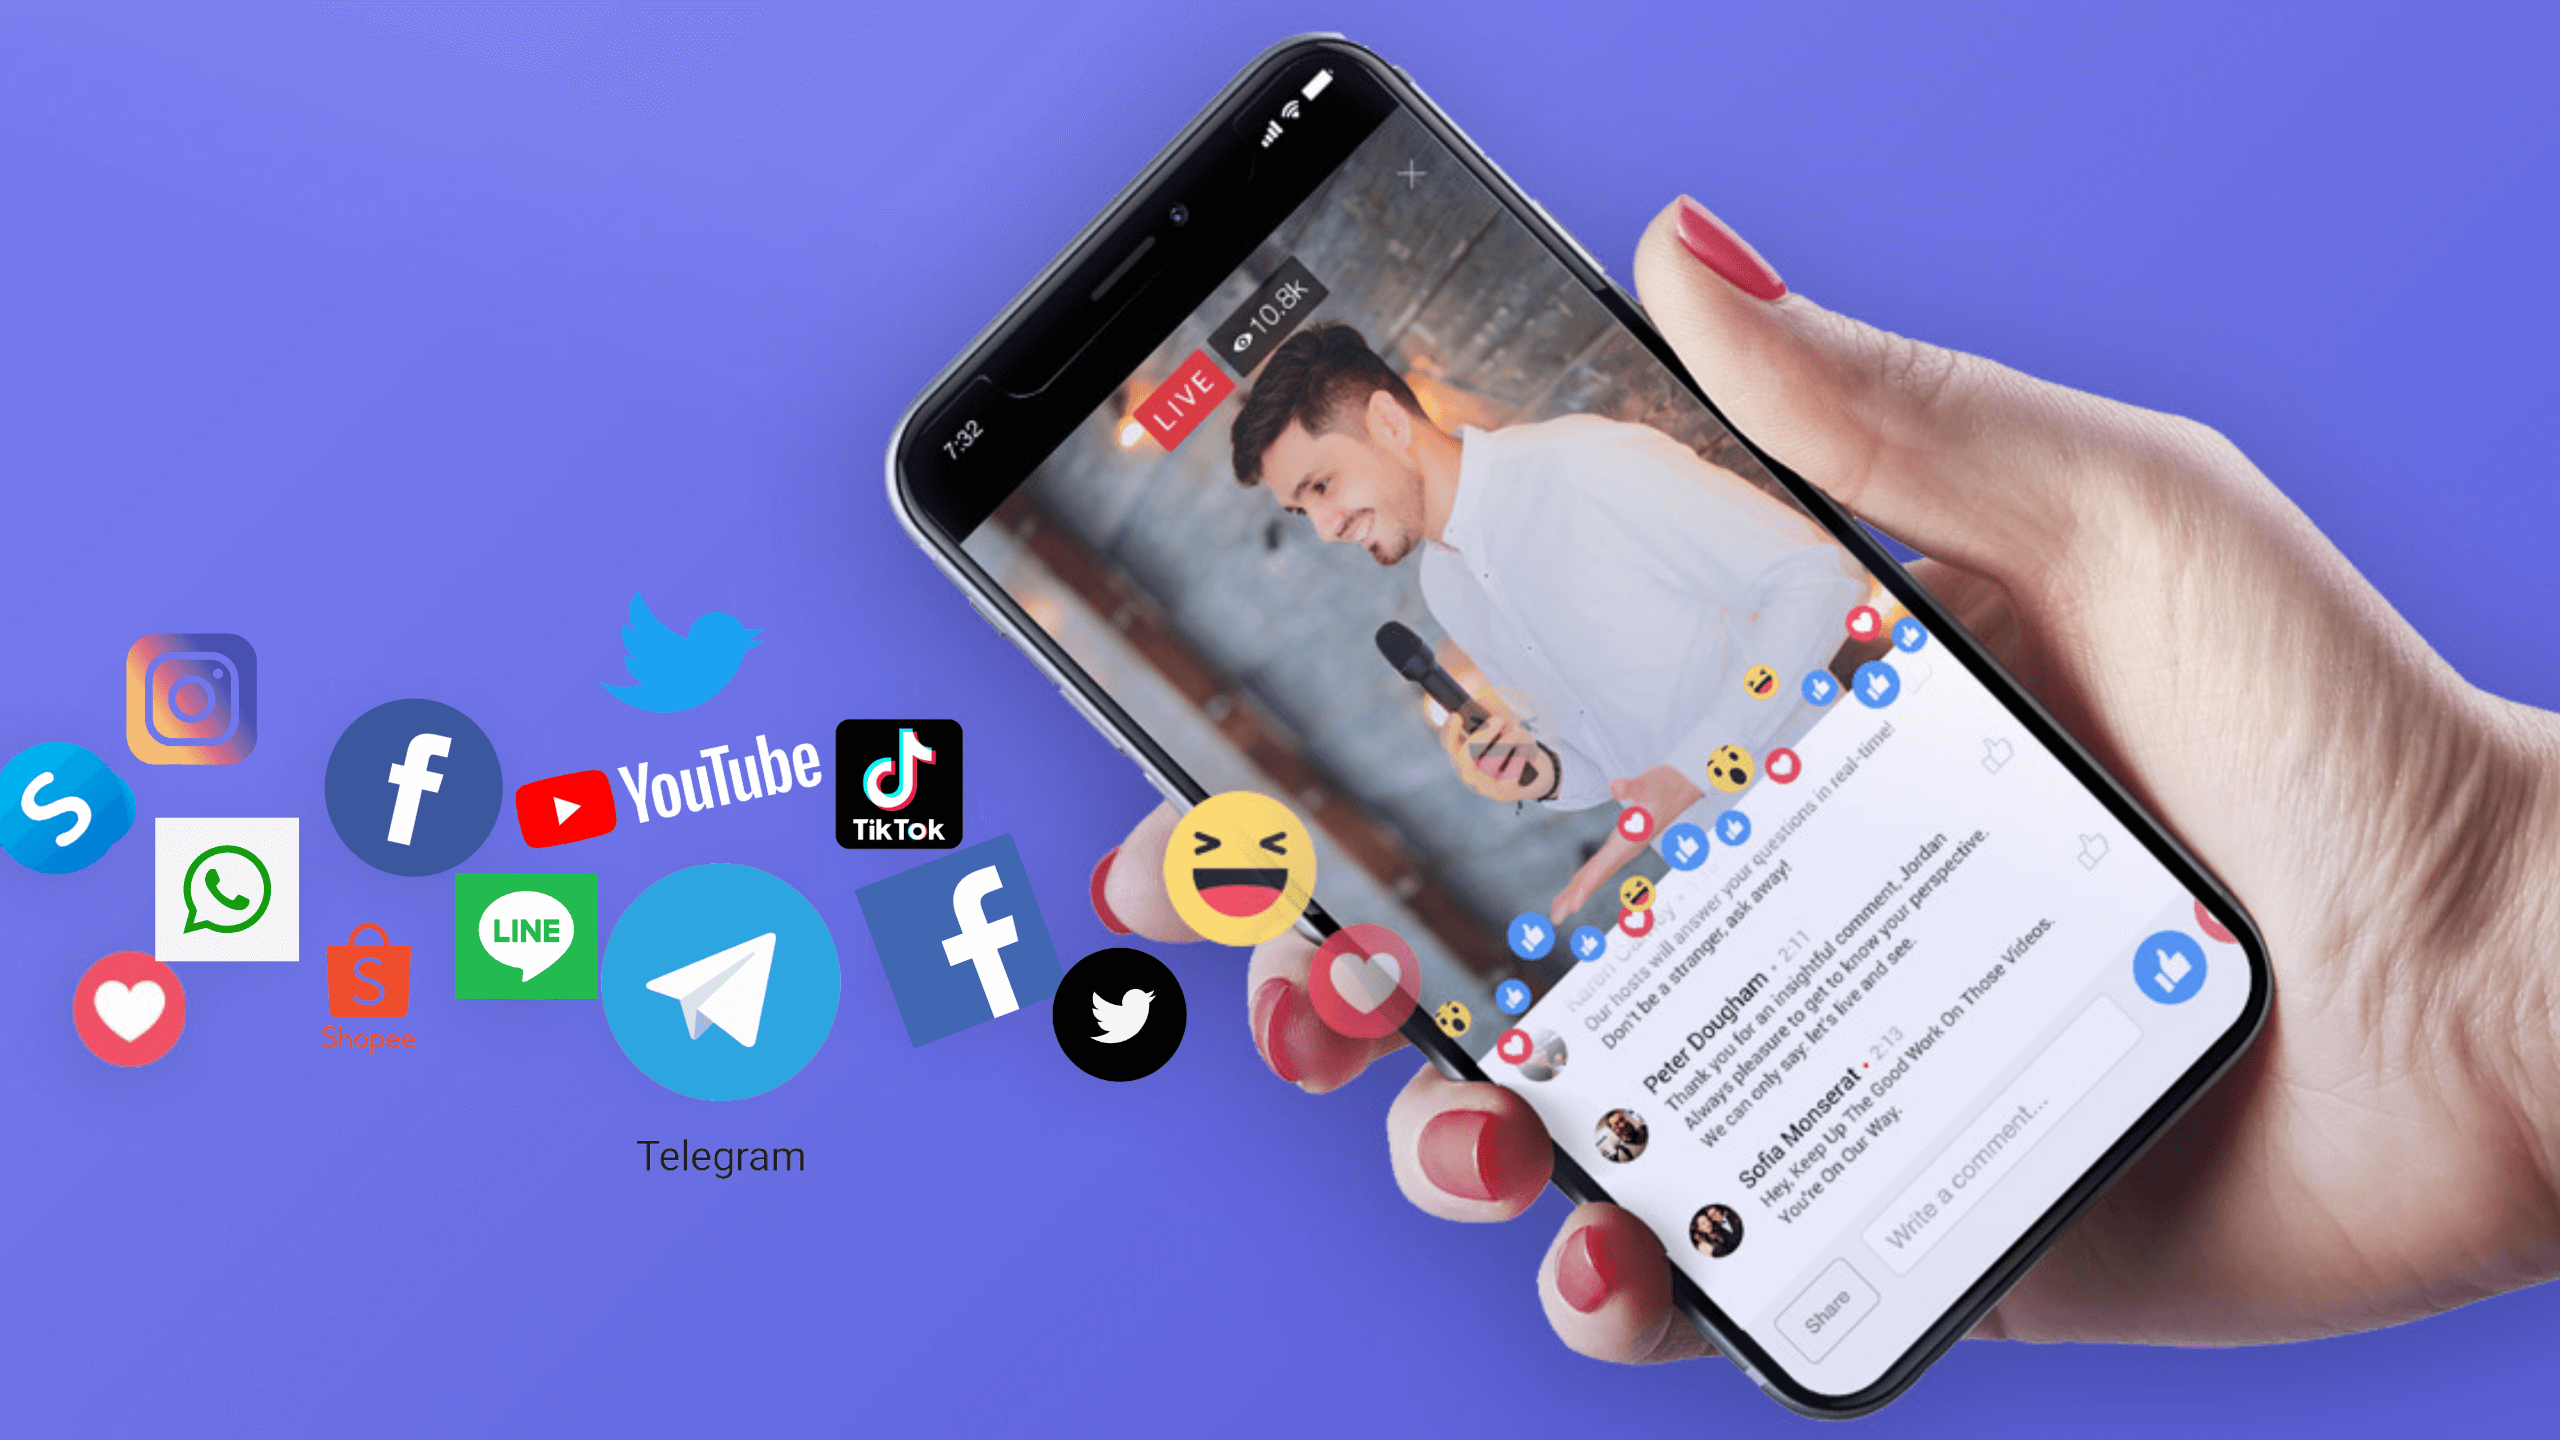 7:32
LIVE
10.8k
YouTube
TikTok
LINE
S
Shopee
Telegram
Our hosts will answer your questions in real-time!
Don't be a stranger, ask away!
Peter Dougham • 2:11
Thank you for an insightful comment, Jordan
Always pleasure to get to know your perspective.
We can only say: let's live and see.
Sofia Monserat • 2:13
Hey, Keep Up The Good Work On Those Videos.
You're On Our Way.
Write a comment...
Share